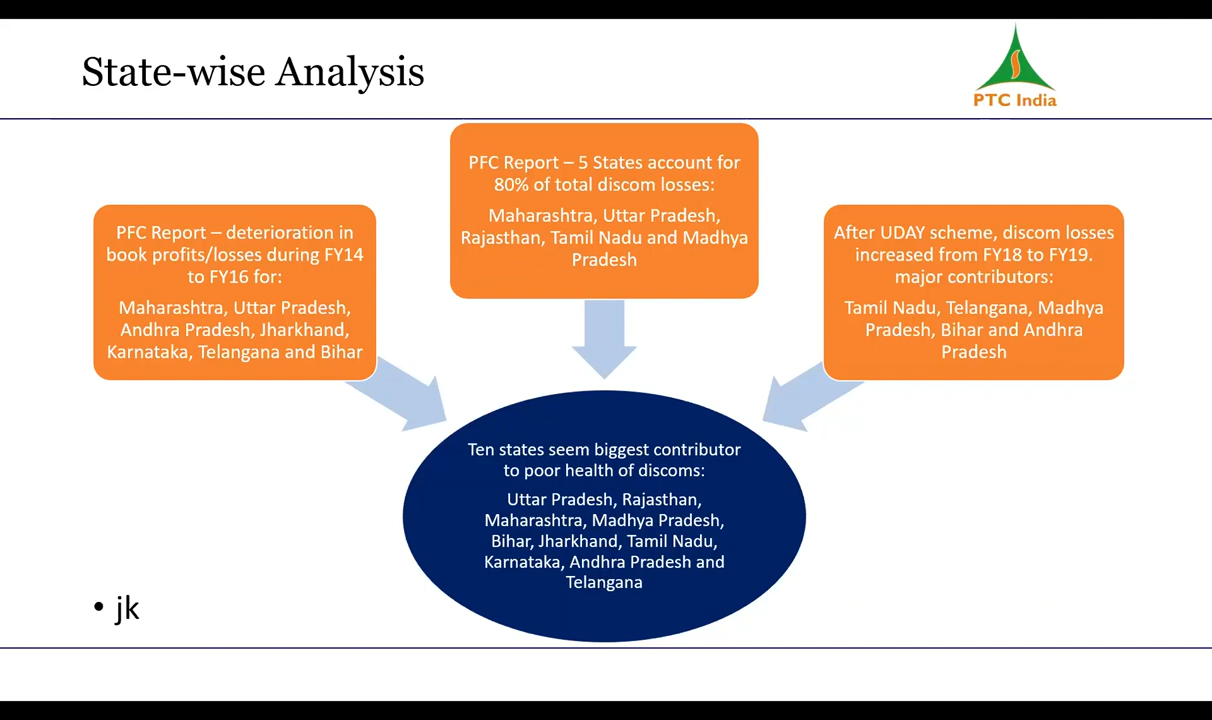 State-wise Analysis
PTC India
PFC Report – deterioration in
book profits/losses during FY14
to FY16 for:
Maharashtra, Uttar Pradesh,
Andhra Pradesh, Jharkhand,
Karnataka, Telangana and Bihar
PFC Report – 5 States account for
80% of total discom losses:
Maharashtra, Uttar Pradesh,
Rajasthan, Tamil Nadu and Madhya
Pradesh
After UDAY scheme, discom losses
increased from FY18 to FY19.
major contributors:
Tamil Nadu, Telangana, Madhya
Pradesh, Bihar and Andhra
Pradesh
Ten states seem biggest contributor
to poor health of discoms:
Uttar Pradesh, Rajasthan,
Maharashtra, Madhya Pradesh,
Bihar, Jharkhand, Tamil Nadu,
Karnataka, Andhra Pradesh and
Telangana
• jk